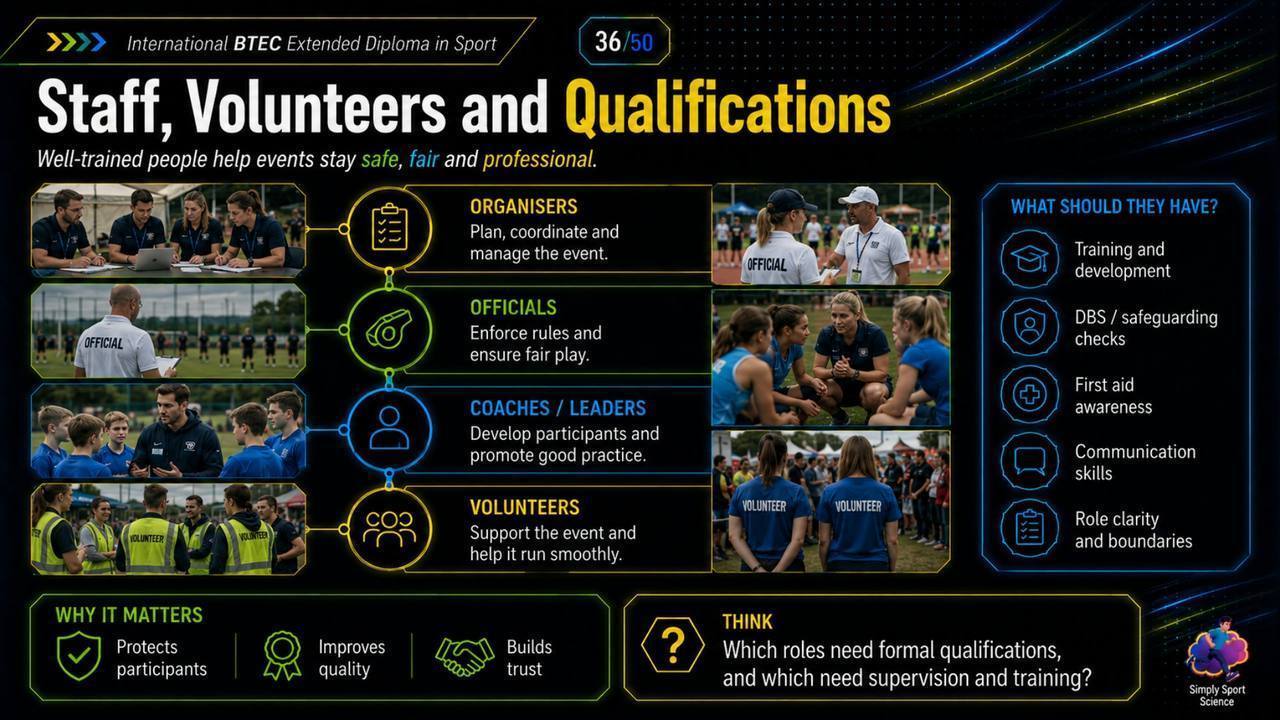 International BTEC Extended Diploma in Sport
36/50
Staff, Volunteers and Qualifications
Well-trained people help events stay safe, fair and professional.
ORGANISERS
Plan, coordinate and
manage the event.
OFFICIAL
OFFICIAL
OFFICIALS
Enforce rules and
ensure fair play.
COACHES / LEADERS
Develop participants and
promote good practice.
VOLUNTEER
VOLUNTEER
VOLUNTEERS
Support the event and
help it run smoothly.
VOLUNTEER
VOLUNTEER
WHAT SHOULD THEY HAVE?
Training and
development
DBS / safeguarding
checks
First aid
awareness
Communication
skills
Role clarity
and boundaries
WHY IT MATTERS
Protects
participants
Improves
quality
Builds
trust
THINK
Which roles need formal qualifications,
and which need supervision and training?
Simply Sport
Science